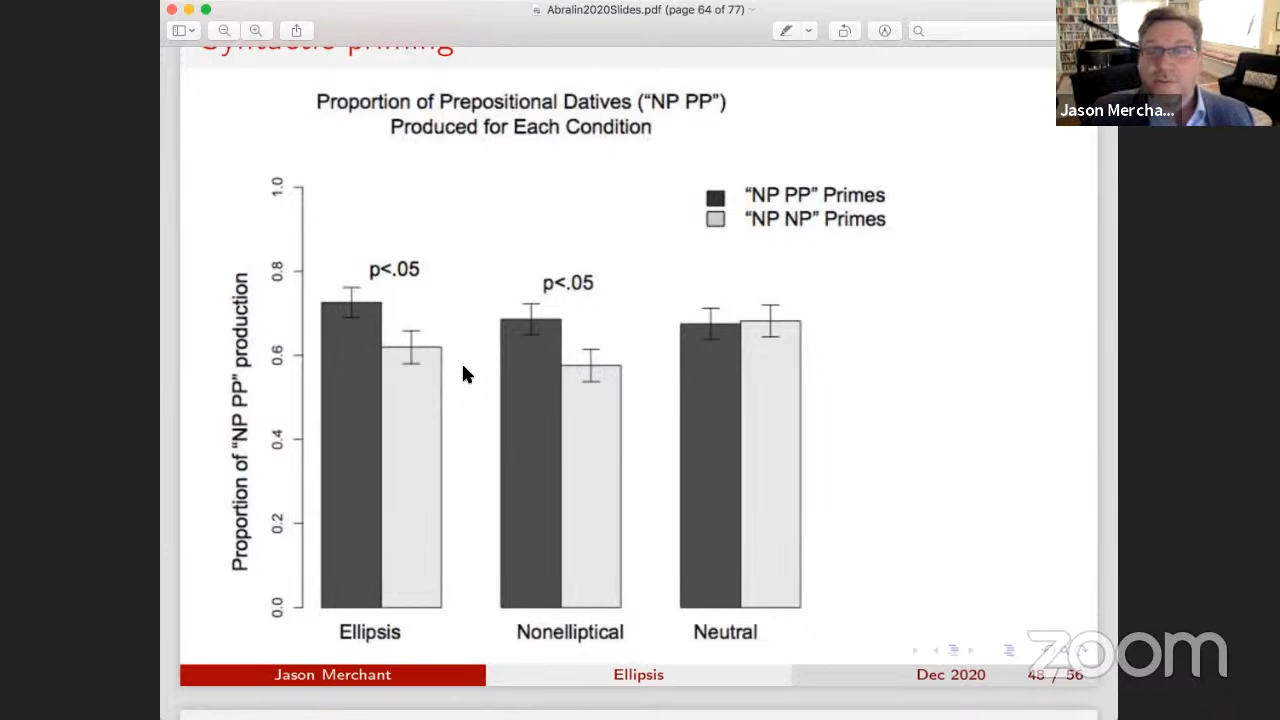 Abralin2020Slides.pdf (page 64 of 77)
Syntactic priming
Jason Mercha...
Proportion of Prepositional Datives (“NP PP”)
Produced for Each Condition
“NP PP” Primes
“NP NP” Primes
Proportion of “NP PP” production
1.0
0.8
0.6
0.4
0.2
0.0
p<.05
p<.05
Ellipsis
Nonelliptical
Neutral
Jason Merchant
Ellipsis
Dec 2020
48 / 56
zoom